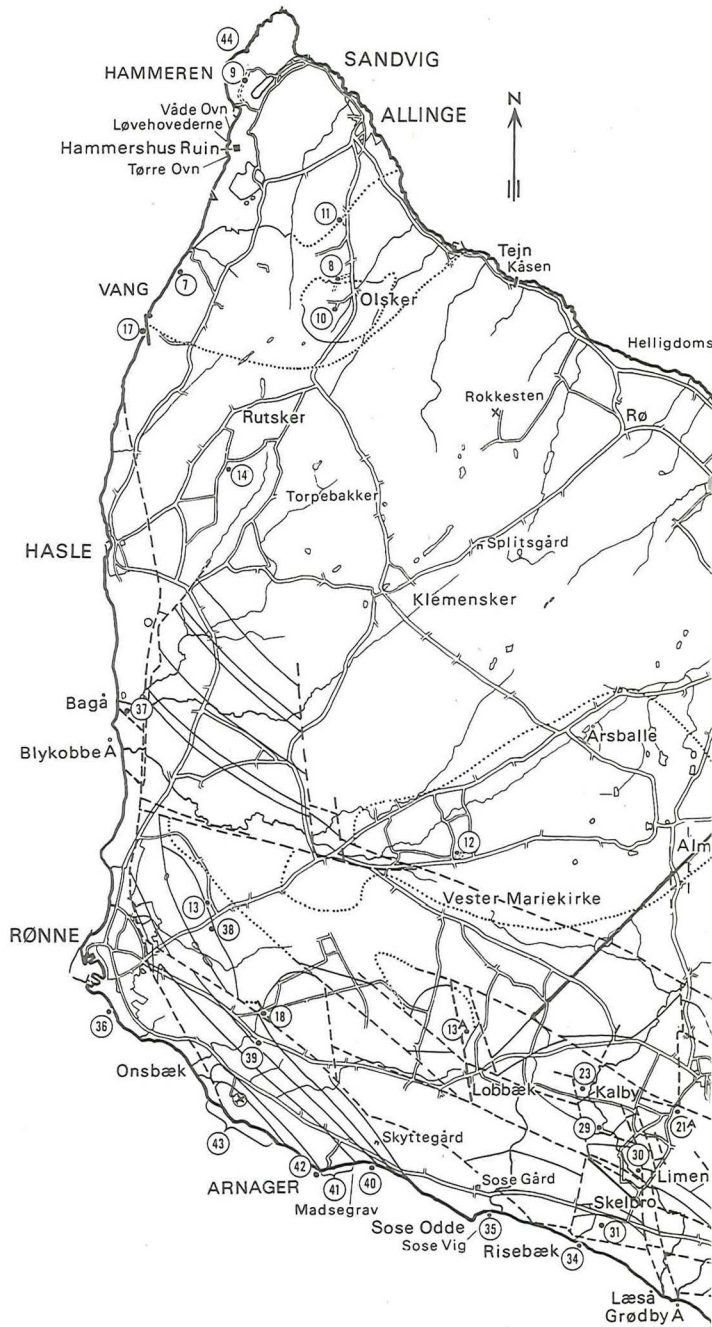 44
SANDVIG
HAMMEREN
9
ALLINGE
N
Våde Ovn
Løvehovederne
Hammershus Ruin
Tørre Ovn
11
Tejn
Kåsen
7
8
VANG
Olsker
10
17
Helligdoms
Rokkesten
x
Rø
Rutsker
14
Torpebakker
HASLE
Splitsgård
Klemensker
Bagå
37
Årsballe
Blykobbe Å
12
Alm
Vester Mariekirke
13
38
RØNNE
36
18
13A
39
23
Onsbæk
Lobbæk
Kalby
21A
29
43
Skyttegård
30
42
40
Limen
ARNAGER
41
Sose Gård
Madsegrav
Skelbro
Sose Odde
35
31
Sose Vig
Risebæk
34
Læså
Grødby Å